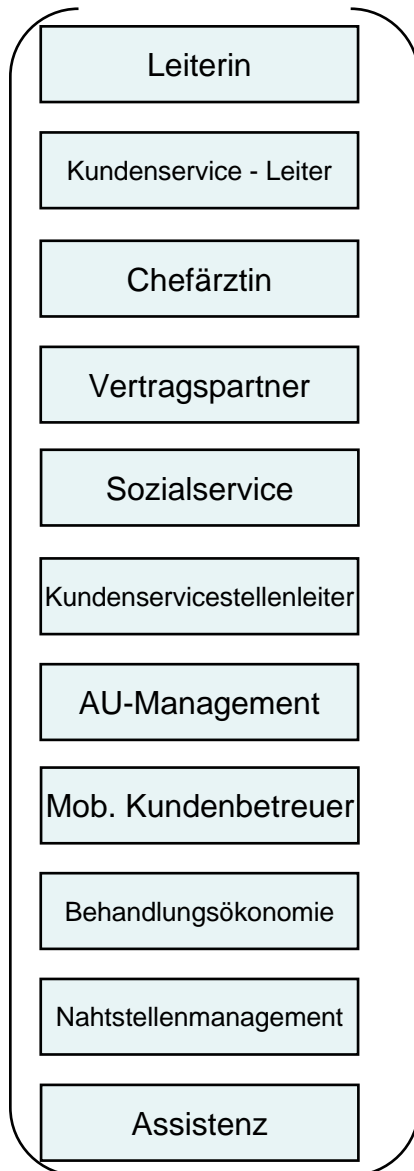 Leiterin
Kundenservice - Leiter
Chefärztin
Vertragspartner
Sozialservice
Kundenservicestellenleiter
AU-Management
Mob. Kundenbetreuer
Behandlungsökonomie
Nahtstellenmanagement
Assistenz